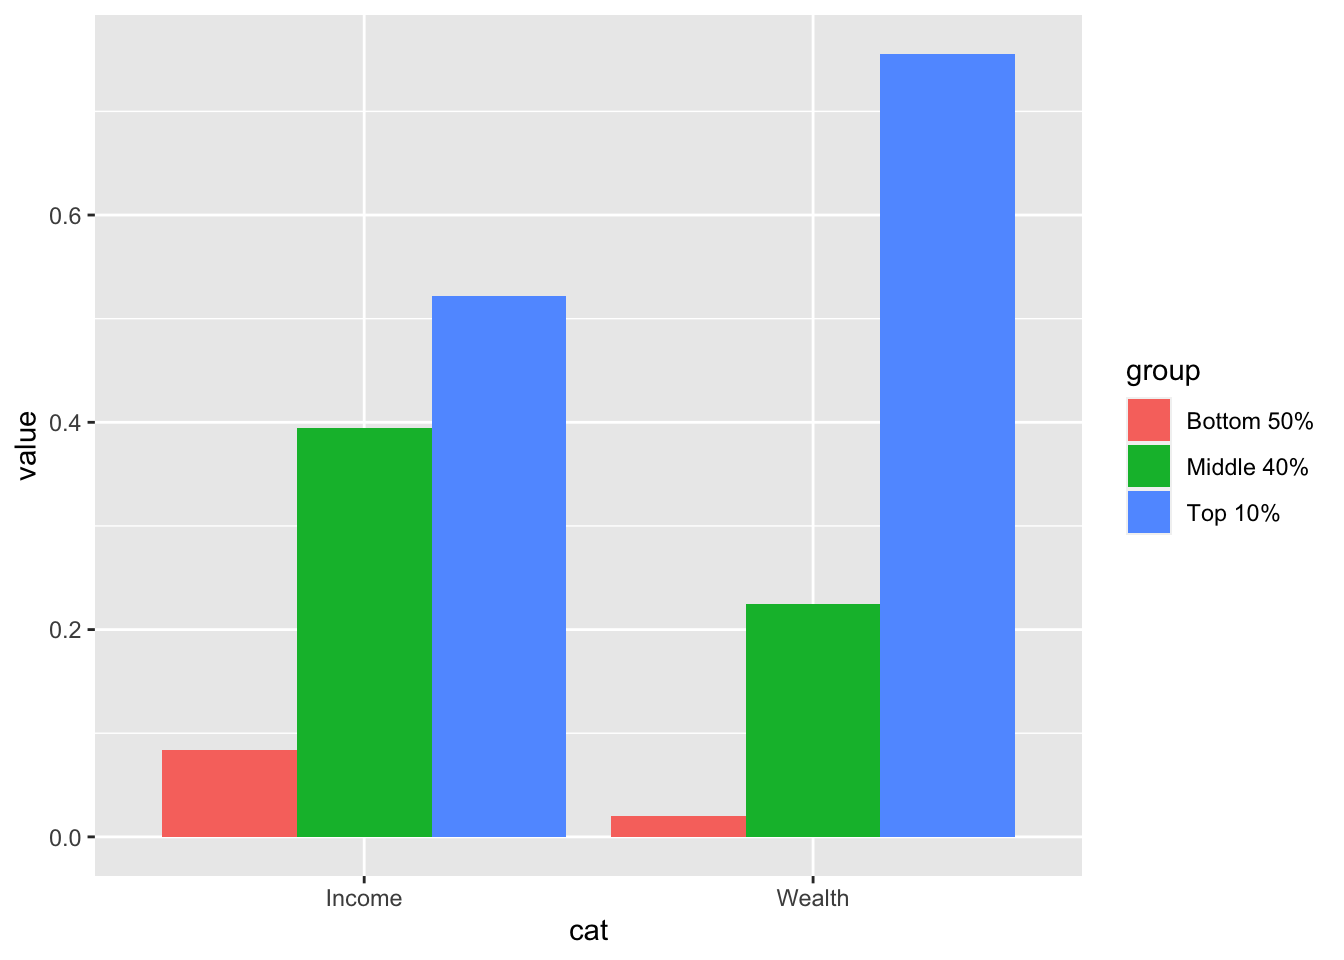 value
0.6
0.4
0.2
0.0
Income
Wealth
cat
group
Bottom 50%
Middle 40%
Top 10%